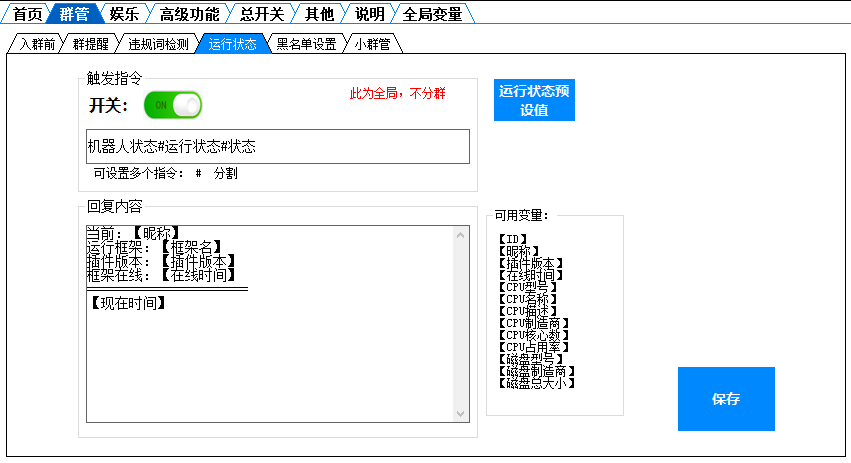 首页 群管 娱乐 高级功能 总开关 其他 说明 全局变量
入群前 群提醒 违规词检测 运行状态 黑名单设置 小群管
触发指令
开关： ON
此为全局，不分群
运行状态预
设值
机器人状态#运行状态#状态
可设置多个指令： # 分割
回复内容
当前：【昵称】
运行框架：【框架名】
插件版本：【插件版本】
框架在线：【在线时间】
══════════════
【现在时间】
可用变量：
【ID】
【昵称】
【插件版本】
【在线时间】
【CPU型号】
【CPU名称】
【CPU描述】
【CPU制造商】
【CPU核心数】
【CPU占用率】
【磁盘型号】
【磁盘制造商】
【磁盘总大小】
保存